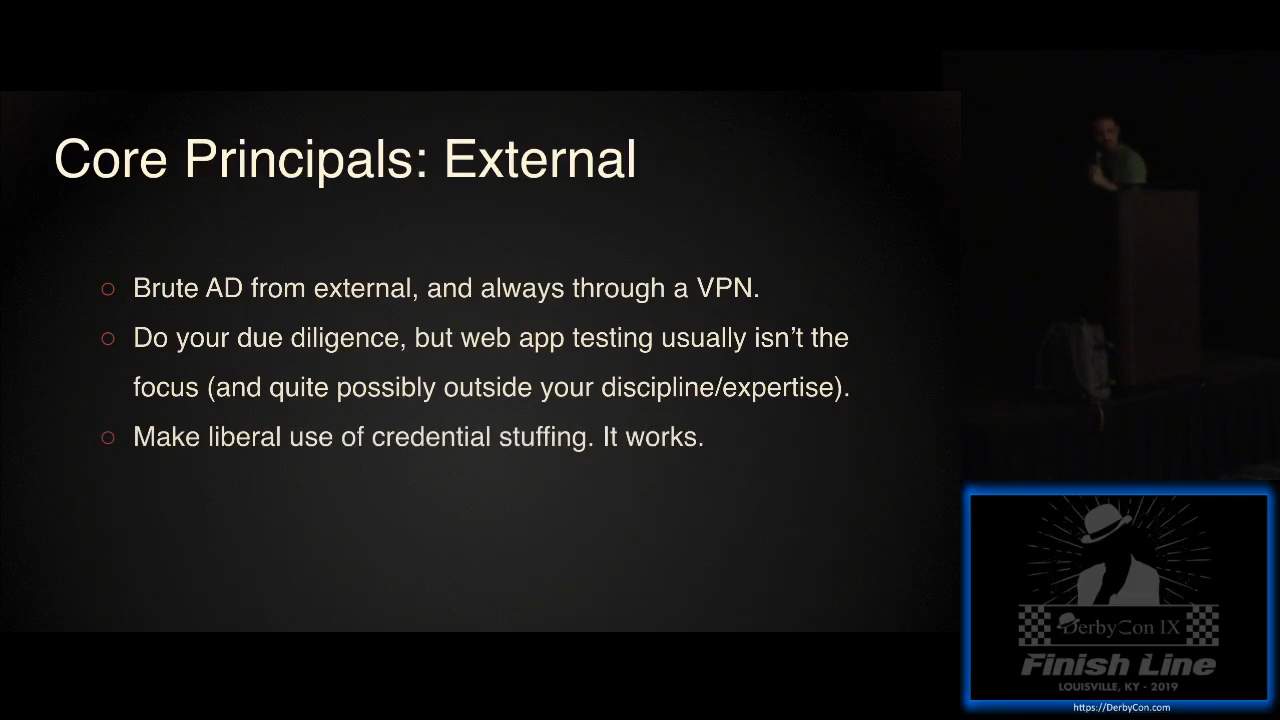 Core Principals: External
Brute AD from external, and always through a VPN.
Do your due diligence, but web app testing usually isn't the
focus (and quite possibly outside your discipline/expertise).
Make liberal use of credential stuffing. It works.
DerbyCon IX
Finish Line
LOUISVILLE, KY - 2019
https://DerbyCon.com